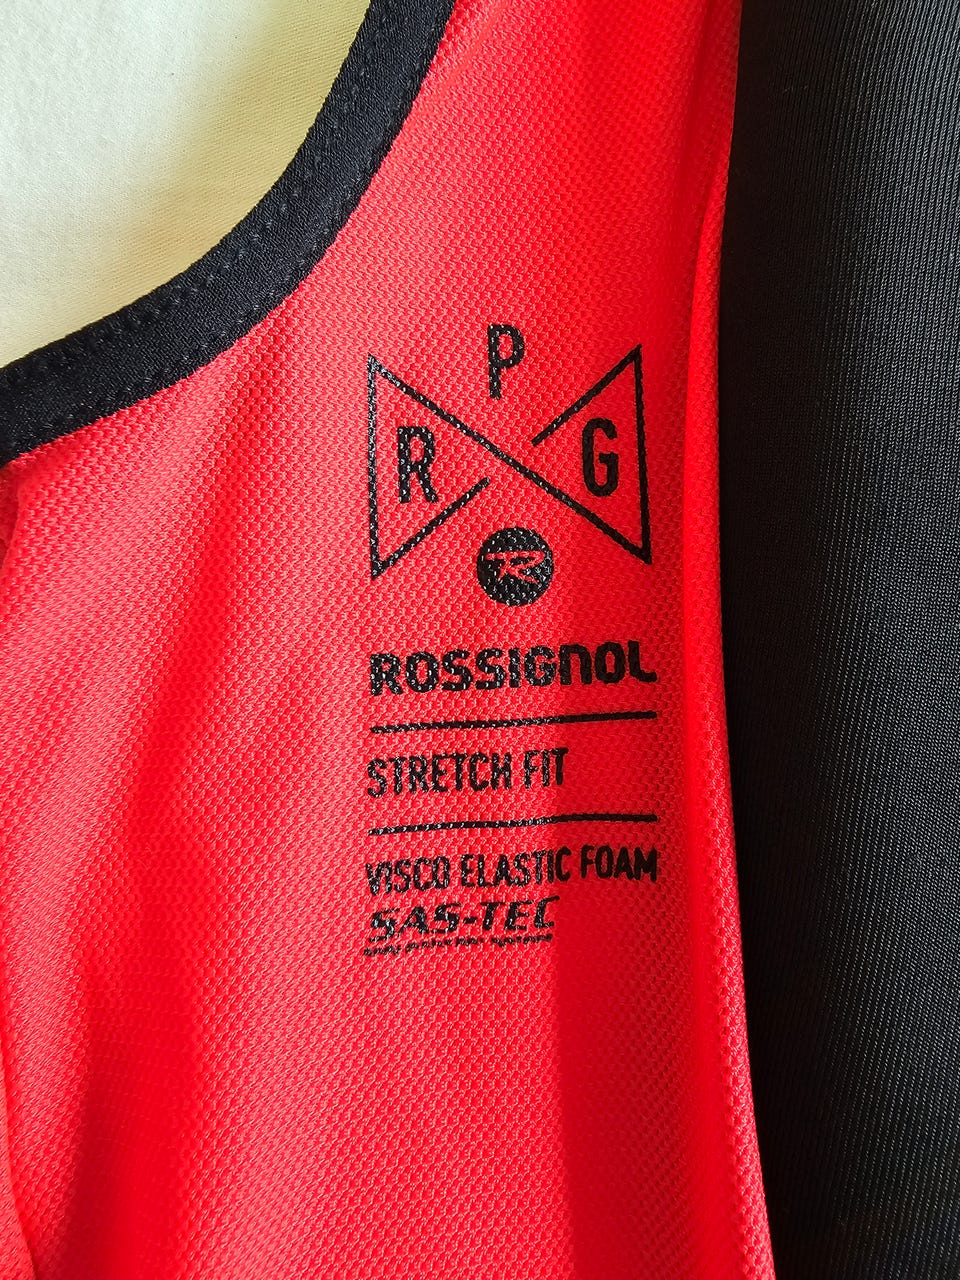 P
R G
R
ROSSIGNOL
STRETCH FIT
VISCO ELASTIC FOAM
SAS-TEC